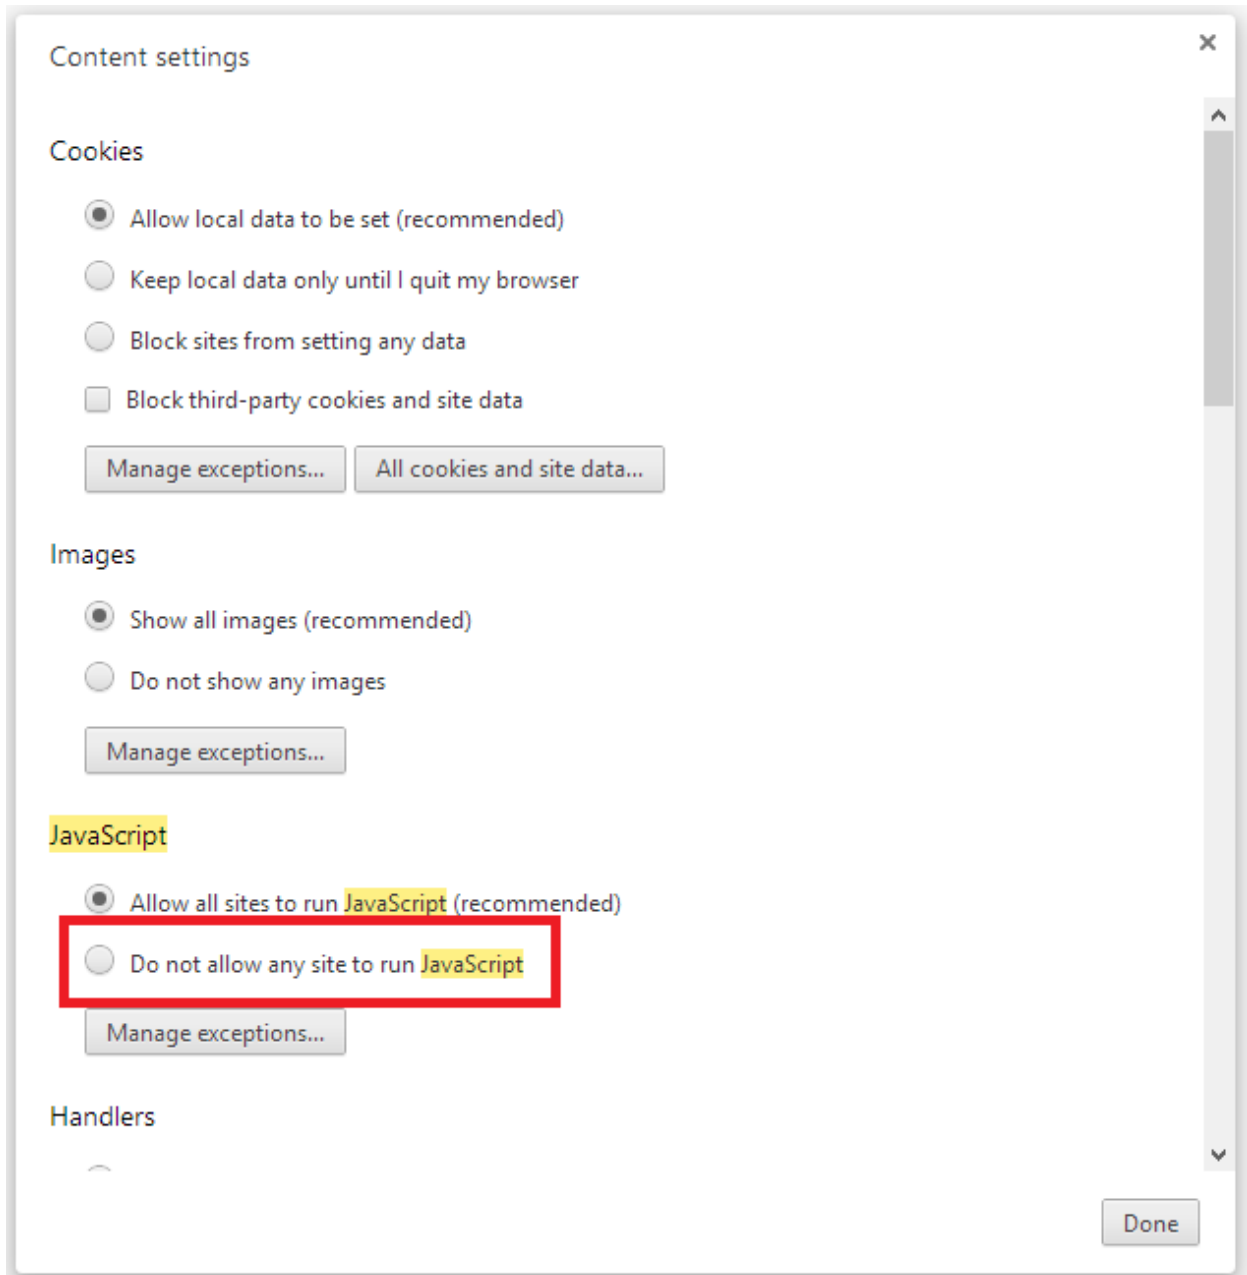 Content settings
Cookies
Allow local data to be set (recommended)
Keep local data only until I quit my browser
Block sites from setting any data
Block third-party cookies and site data
Manage exceptions... All cookies and site data...
Images
Show all images (recommended)
Do not show any images
Manage exceptions...
JavaScript
Allow all sites to run JavaScript (recommended)
Do not allow any site to run JavaScript
Manage exceptions...
Handlers
Done